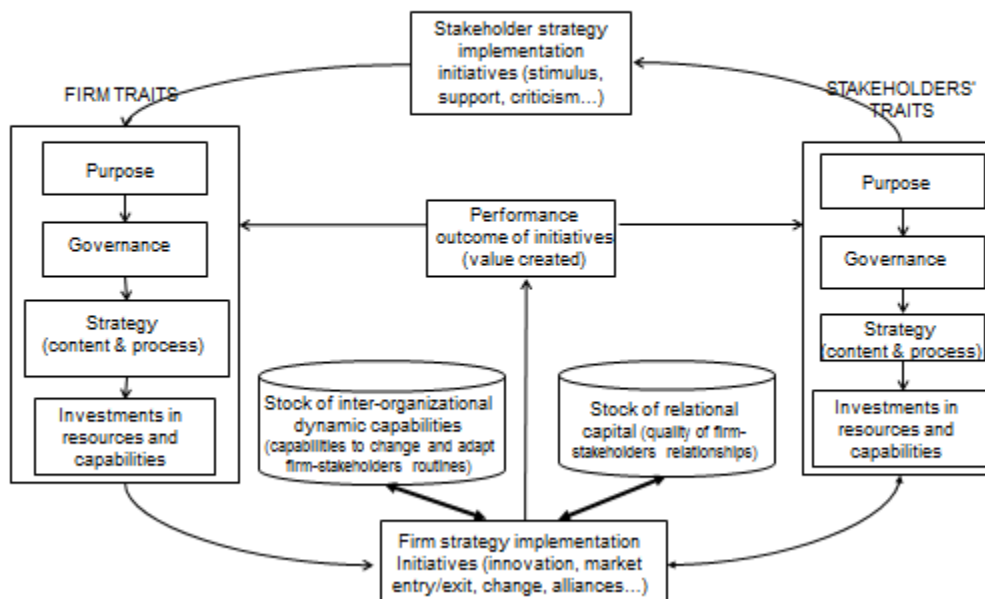 Stakeholder strategy
implementation
initiatives (stimulus,
support, criticism…)
FIRM TRAITS
Purpose
Governance
Strategy
(content & process)
Investments in
resources and
capabilities
Performance
outcome of initiatives
(value created)
Stock of inter-organizational
dynamic capabilities
(capabilities to change and adapt
firm-stakeholders routines)
Stock of relational
capital (quality of firm-
stakeholders relationships)
Firm strategy implementation
Initiatives (innovation, market
entry/exit, change, alliances…)
STAKEHOLDERS'
TRAITS
Purpose
Governance
Strategy
(content & process)
Investments in
resources and
capabilities